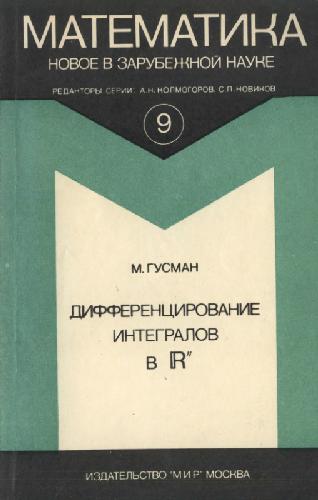 МАТЕМАТИКА
НОВОЕ В ЗАРУБЕЖНОЙ НАУКЕ
РЕДАКТОРЫ СЕРИИ: А.Н. КОЛМОГОРОВ, С.П. НОВИКОВ
9
М. ГУСМАН
ДИФФЕРЕНЦИРОВАНИЕ
ИНТЕГРАЛОВ
В ℝⁿ
ИЗДАТЕЛЬСТВО "МИР" МОСКВА